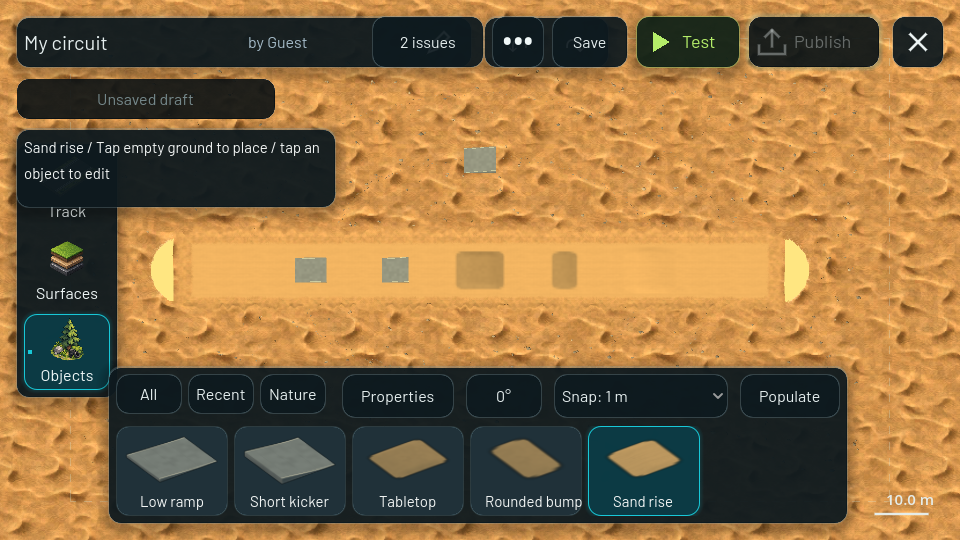 My circuit
by Guest
2 issues
•••
Save
Test
Publish
Unsaved draft
Sand rise / Tap empty ground to place / tap an
object to edit
Track
Surfaces
Objects
All
Recent
Nature
Properties
0°
Snap: 1 m
Populate
Low ramp
Short kicker
Tabletop
Rounded bump
Sand rise
10.0 m